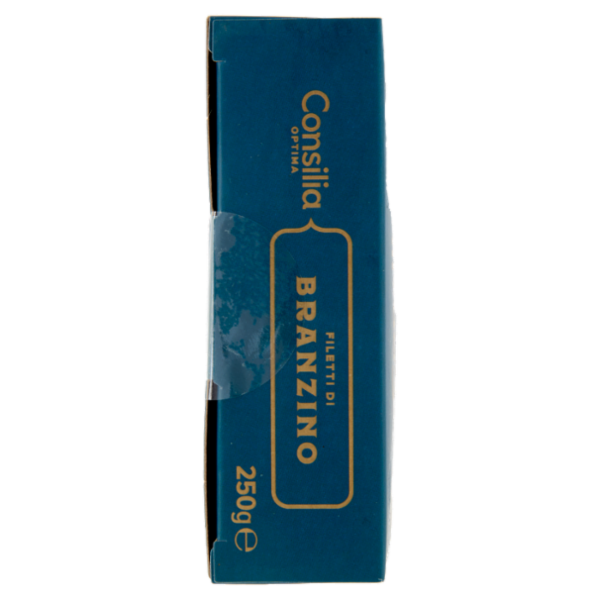 Consilia
OPTIMA
FILETTI DI
BRANZINO
250g e